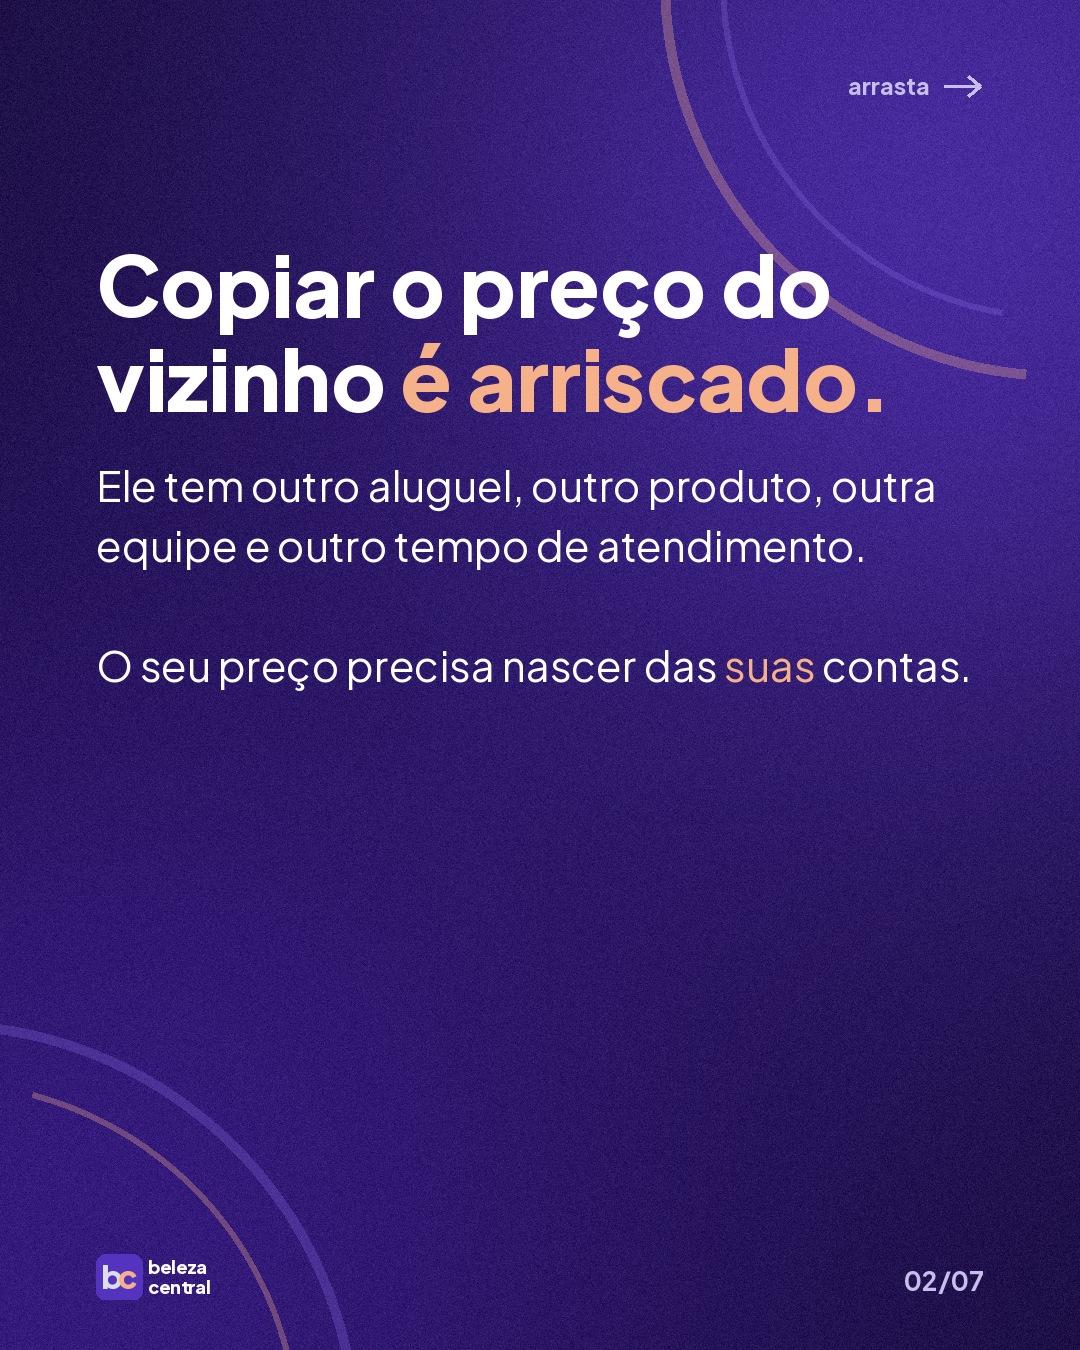 arrasta →
Copiar o preço do
vizinho é arriscado.
Ele tem outro aluguel, outro produto, outra
equipe e outro tempo de atendimento.
O seu preço precisa nascer das suas contas.
bc beleza
central
02/07